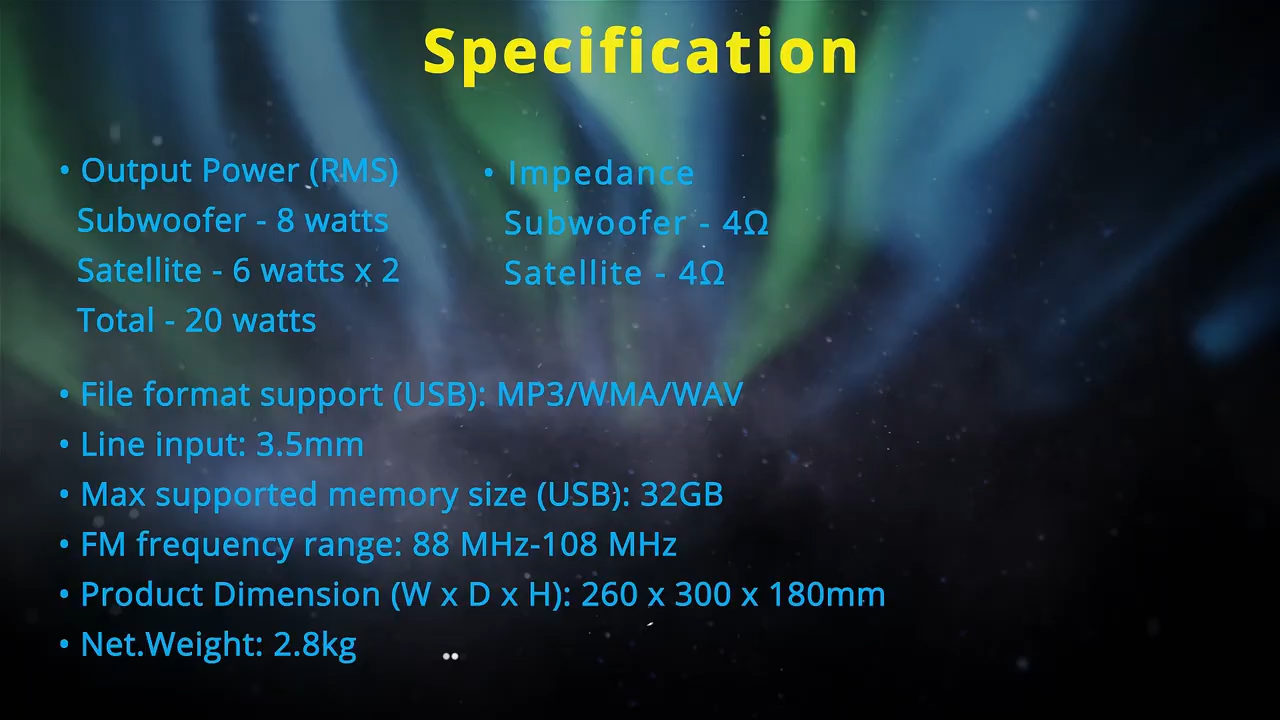 Specification
• Output Power (RMS)
Subwoofer - 8 watts
Satellite - 6 watts x 2
Total - 20 watts
• Impedance
Subwoofer - 4Ω
Satellite - 4Ω
• File format support (USB): MP3/WMA/WAV
• Line input: 3.5mm
• Max supported memory size (USB): 32GB
• FM frequency range: 88 MHz-108 MHz
• Product Dimension (W x D x H): 260 x 300 x 180mm
• Net.Weight: 2.8kg